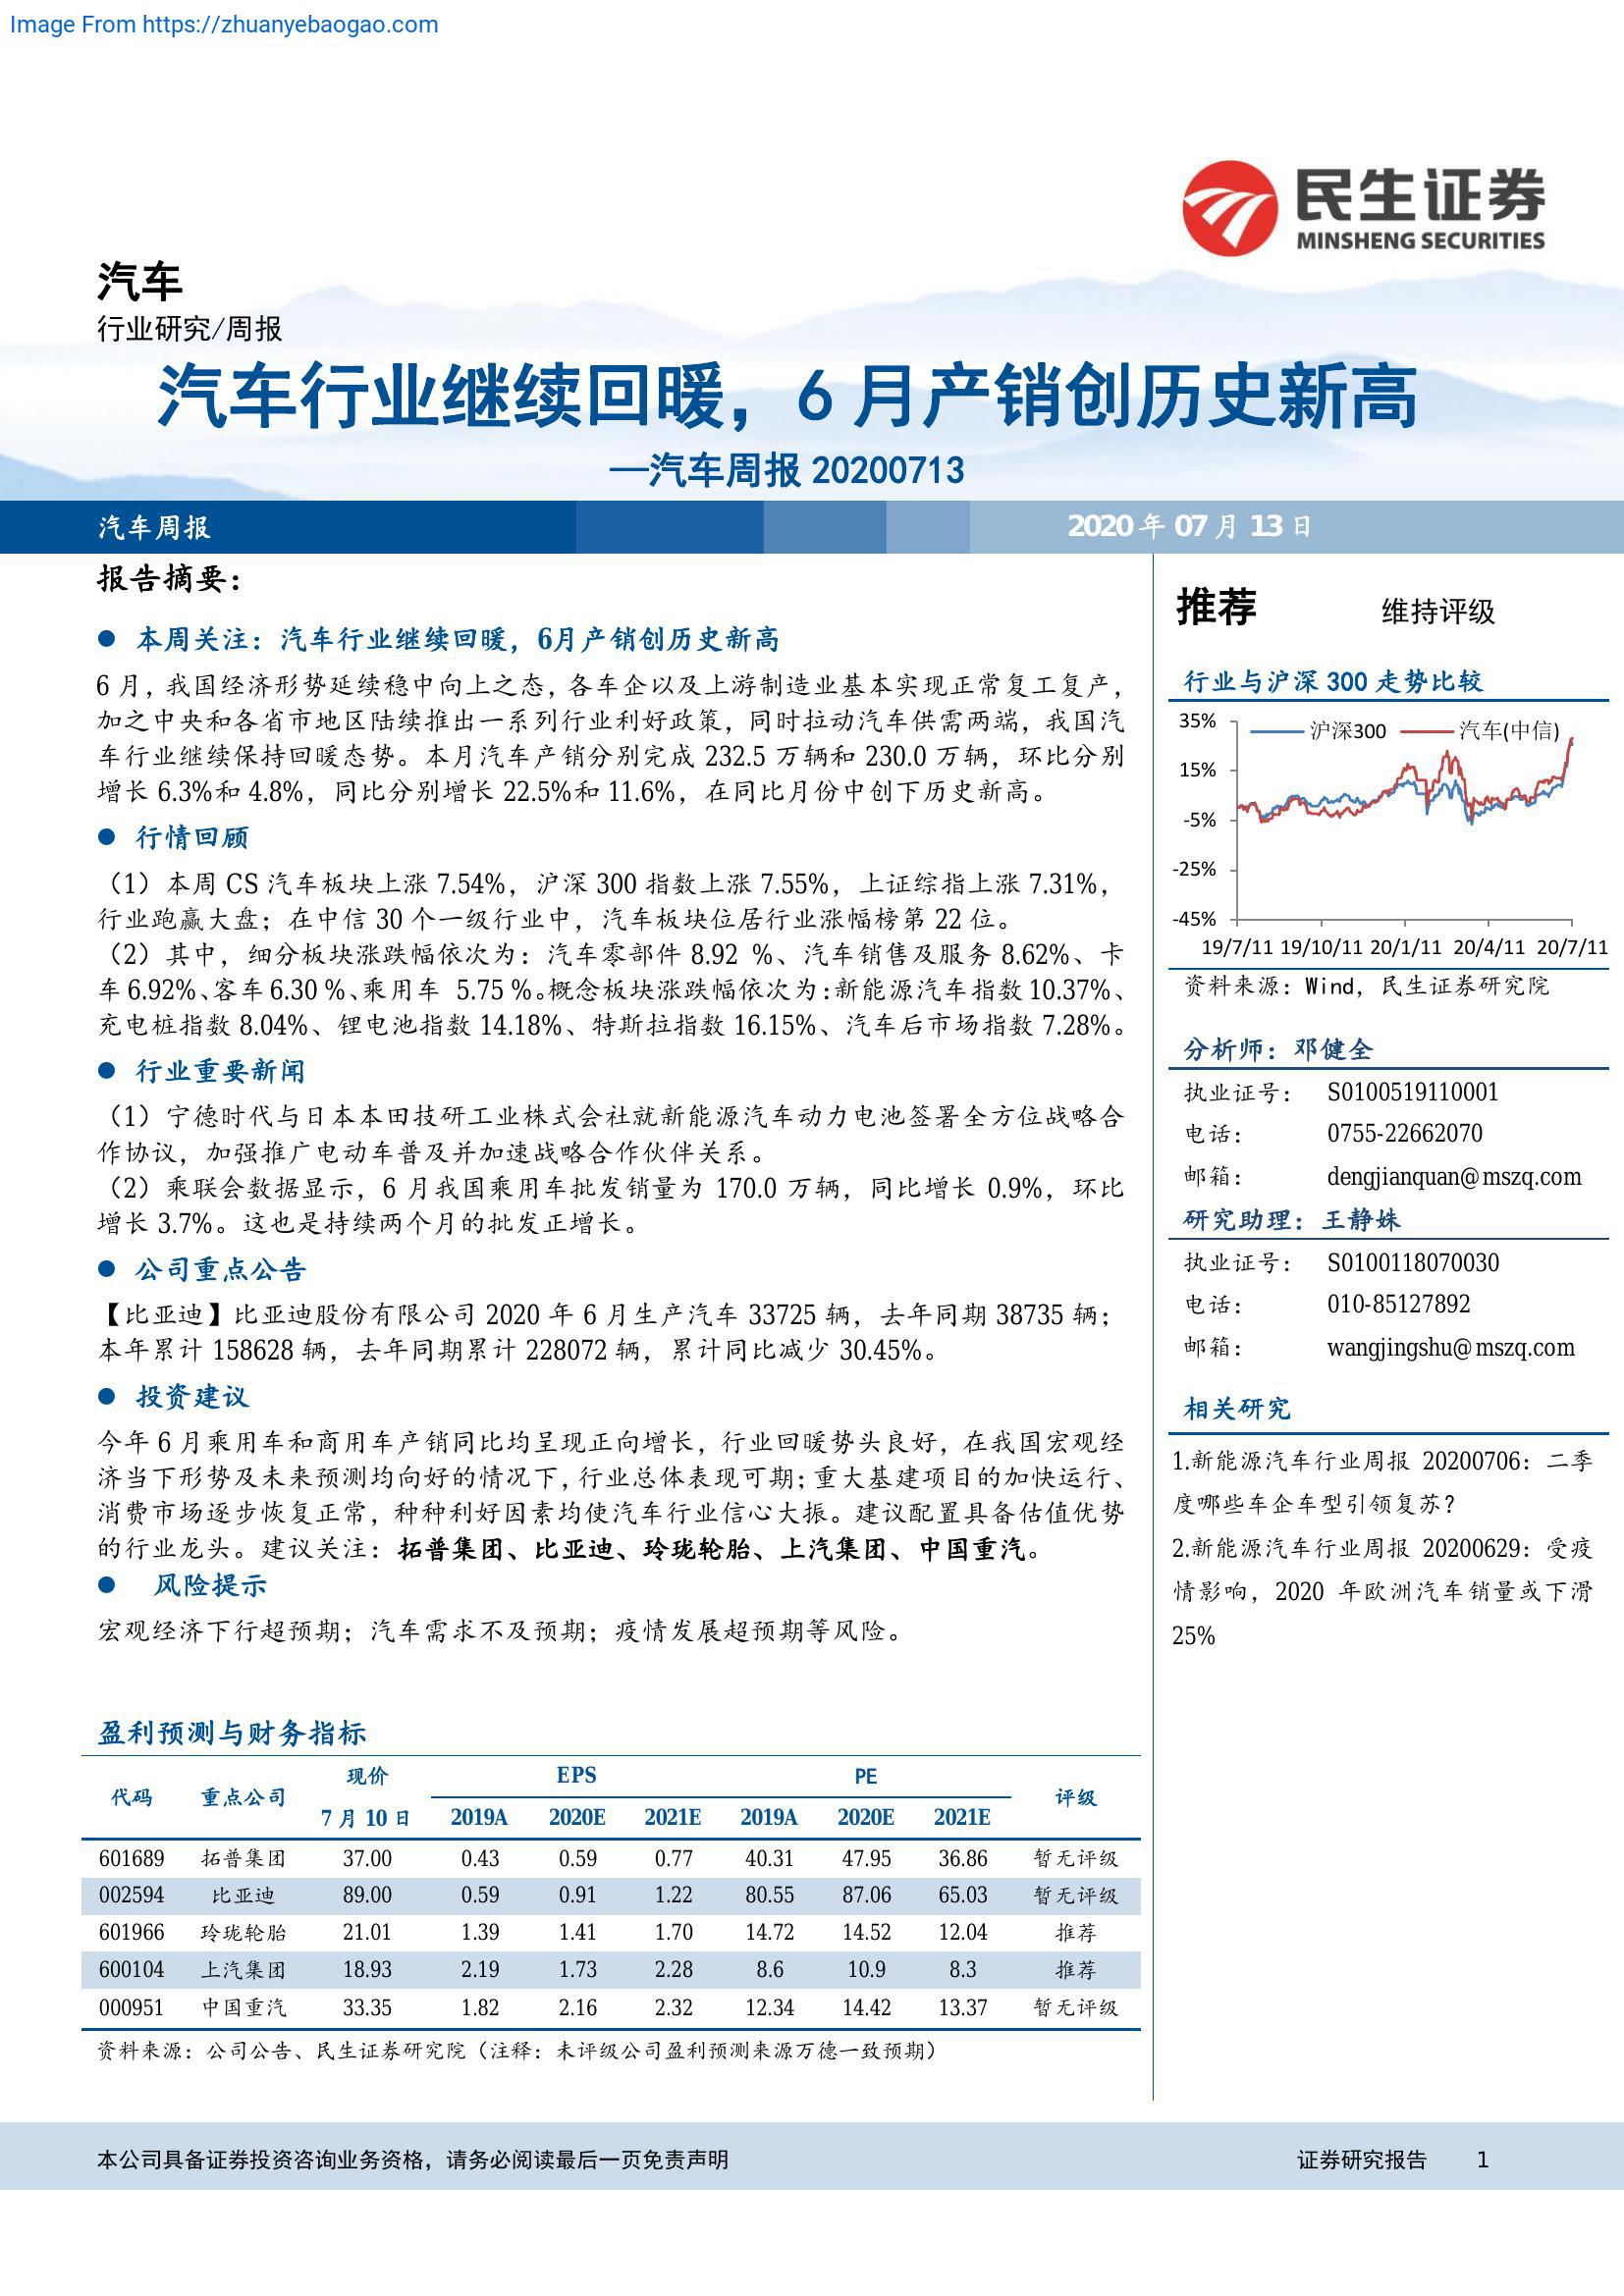 Image From https://zhuanyebaogao.com
民生证券
MINSHENG SECURITIES
汽车
行业研究/周报
汽车行业继续回暖，6 月产销创历史新高
—汽车周报 20200713
汽车周报 2020 年 07 月 13 日
报告摘要：
● 本周关注：汽车行业继续回暖，6月产销创历史新高
6 月，我国经济形势延续稳中向上之态，各车企以及上游制造业基本实现正常复工复产，
加之中央和各省市地区陆续推出一系列行业利好政策，同时拉动汽车供需两端，我国汽
车行业继续保持回暖态势。本月汽车产销分别完成 232.5 万辆和 230.0 万辆，环比分别
增长 6.3%和 4.8%，同比分别增长 22.5%和 11.6%，在同比月份中创下历史新高。
● 行情回顾
（1）本周 CS 汽车板块上涨 7.54%，沪深 300 指数上涨 7.55%，上证综指上涨 7.31%，
行业跑赢大盘；在中信 30 个一级行业中，汽车板块位居行业涨幅榜第 22 位。
（2）其中，细分板块涨跌幅依次为：汽车零部件 8.92 %、汽车销售及服务 8.62%、卡
车 6.92%、客车 6.30 %、乘用车 5.75 %。概念板块涨跌幅依次为：新能源汽车指数 10.37%、
充电桩指数 8.04%、锂电池指数 14.18%、特斯拉指数 16.15%、汽车后市场指数 7.28%。
● 行业重要新闻
（1）宁德时代与日本本田技研工业株式会社就新能源汽车动力电池签署全方位战略合
作协议，加强推广电动车普及并加速战略合作伙伴关系。
（2）乘联会数据显示，6 月我国乘用车批发销量为 170.0 万辆，同比增长 0.9%，环比
增长 3.7%。这也是持续两个月的批发正增长。
● 公司重点公告
【比亚迪】比亚迪股份有限公司 2020 年 6 月生产汽车 33725 辆，去年同期 38735 辆；
本年累计 158628 辆，去年同期累计 228072 辆，累计同比减少 30.45%。
● 投资建议
今年 6 月乘用车和商用车产销同比均呈现正向增长，行业回暖势头良好，在我国宏观经
济当下形势及未来预测均向好的情况下，行业总体表现可期；重大基建项目的加快运行、
消费市场逐步恢复正常，种种利好因素均使汽车行业信心大振。建议配置具备估值优势
的行业龙头。建议关注：拓普集团、比亚迪、玲珑轮胎、上汽集团、中国重汽。
● 风险提示
宏观经济下行超预期；汽车需求不及预期；疫情发展超预期等风险。
盈利预测与财务指标
代码 重点公司 现价 EPS PE 评级
7 月 10 日 2019A 2020E 2021E 2019A 2020E 2021E
601689 拓普集团 37.00 0.43 0.59 0.77 40.31 47.95 36.86 暂无评级
002594 比亚迪 89.00 0.59 0.91 1.22 80.55 87.06 65.03 暂无评级
601966 玲珑轮胎 21.01 1.39 1.41 1.70 14.72 14.52 12.04 推荐
600104 上汽集团 18.93 2.19 1.73 2.28 8.6 10.9 8.3 推荐
000951 中国重汽 33.35 1.82 2.16 2.32 12.34 14.42 13.37 暂无评级
资料来源：公司公告、民生证券研究院（注释：未评级公司盈利预测来源万德一致预期）
推荐 维持评级
行业与沪深 300 走势比较
沪深300 汽车(中信)
35%
15%
-5%
-25%
-45%
19/7/11 19/10/11 20/1/11 20/4/11 20/7/11
资料来源：Wind，民生证券研究院
分析师：邓健全
执业证号： S0100519110001
电话： 0755-22662070
邮箱： dengjianquan@mszq.com
研究助理：王静姝
执业证号： S0100118070030
电话： 010-85127892
邮箱： wangjingshu@mszq.com
相关研究
1.新能源汽车行业周报 20200706：二季
度哪些车企车型引领复苏？
2.新能源汽车行业周报 20200629：受疫
情影响，2020 年欧洲汽车销量或下滑
25%
本公司具备证券投资咨询业务资格，请务必阅读最后一页免责声明 证券研究报告 1